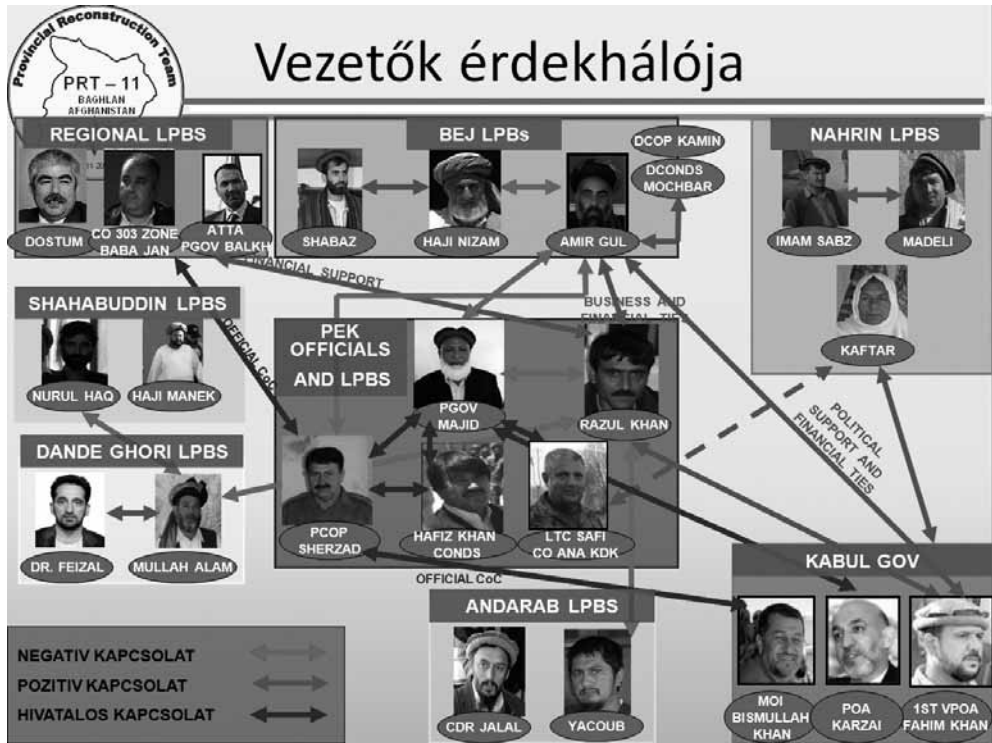 Provincial Reconstruction Team
PRT – 11
BAGHLAN
AFGHANISTAN
Vezetők érdekhálója
REGIONAL LPBS
DOSTUM
CO 303 ZONE
BABA JAN
ATTA
PGOV BALKH
BEJ LPBs
SHABAZ
HAJI NIZAM
AMIR GUL
DCOP KAMIN
DCONDS
MOCHBAR
NAHRIN LPBS
IMAM SABZ
MADELI
KAFTAR
FINANCIAL SUPPORT
BUSINESS AND
FINANCIAL TIES
OFFICIAL CoC
SHAHABUDDIN LPBS
NURUL HAQ
HAJI MANEK
PEK
OFFICIALS
AND LPBS
PGOV
MAJID
RAZUL KHAN
PCOP
SHERZAD
HAFIZ KHAN
CONDS
LTC SAFI
CO ANA KDK
POLITICAL
SUPPORT AND
FINANCIAL TIES
DANDE GHORI LPBS
DR. FEIZAL
MULLAH ALAM
OFFICIAL CoC
ANDARAB LPBS
CDR JALAL
YACOUB
KABUL GOV
MOI
BISMULLAH
KHAN
POA
KARZAI
1ST VPOA
FAHIM KHAN
NEGATIV KAPCSOLAT
POZITIV KAPCSOLAT
HIVATALOS KAPCSOLAT